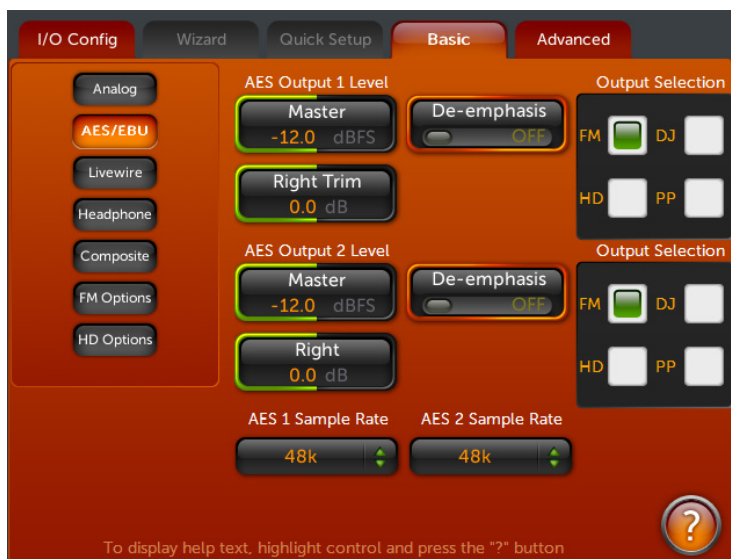 I/O Config
Wizard
Quick Setup
Basic
Advanced
Analog
AES/EBU
Livewire
Headphone
Composite
FM Options
HD Options
AES Output 1 Level
Master
-12.0 dBFS
De-emphasis
OFF
Right Trim
0.0 dB
Output Selection
FM
DJ
HD
PP
AES Output 2 Level
Master
-12.0 dBFS
De-emphasis
OFF
Right
0.0 dB
Output Selection
FM
DJ
HD
PP
AES 1 Sample Rate
48k
AES 2 Sample Rate
48k
To display help text, highlight control and press the "?" button
?